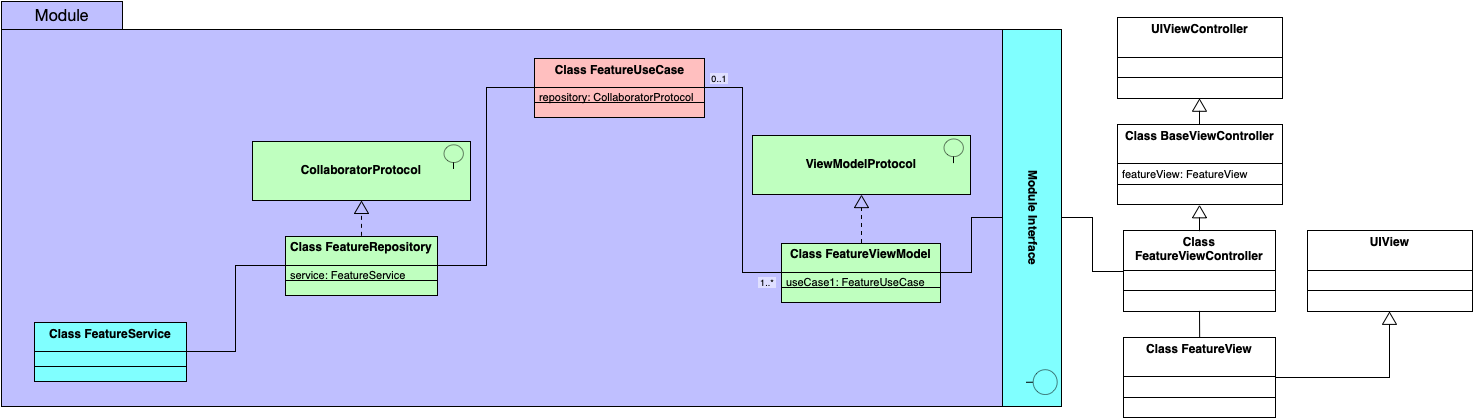 Module
Class FeatureUseCase
repository: CollaboratorProtocol
0..1
CollaboratorProtocol
ViewModelProtocol
Class FeatureRepository
service: FeatureService
Class FeatureViewModel
useCase1: FeatureUseCase
1..*
Class FeatureService
Module Interface
UIViewController
Class BaseViewController
featureView: FeatureView
Class
FeatureViewController
UIView
Class FeatureView